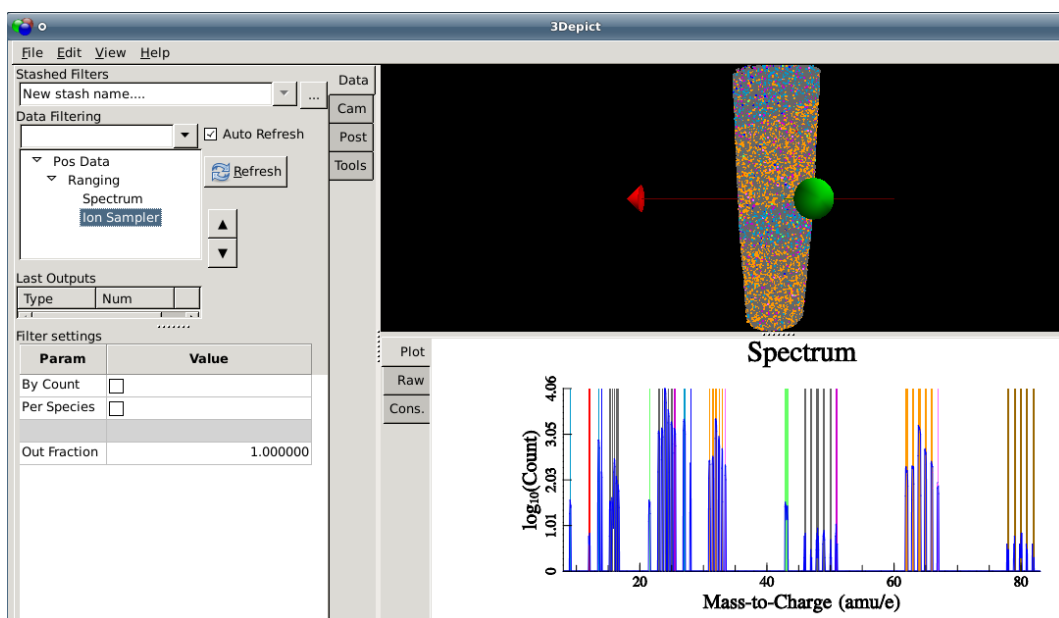 3Depict
File Edit View Help
Stashed Filters
New stash name....
...
Data Filtering
Auto Refresh
Pos Data
Ranging
Spectrum
Ion Sampler
Refresh
Last Outputs
Type Num
Filter settings
Param Value
By Count
Per Species
Out Fraction 1.000000
Data
Cam
Post
Tools
Plot
Raw
Cons.
Spectrum
log10(Count)
4.06
3.05
2.03
1.01
0
20 40 60 80
Mass-to-Charge (amu/e)